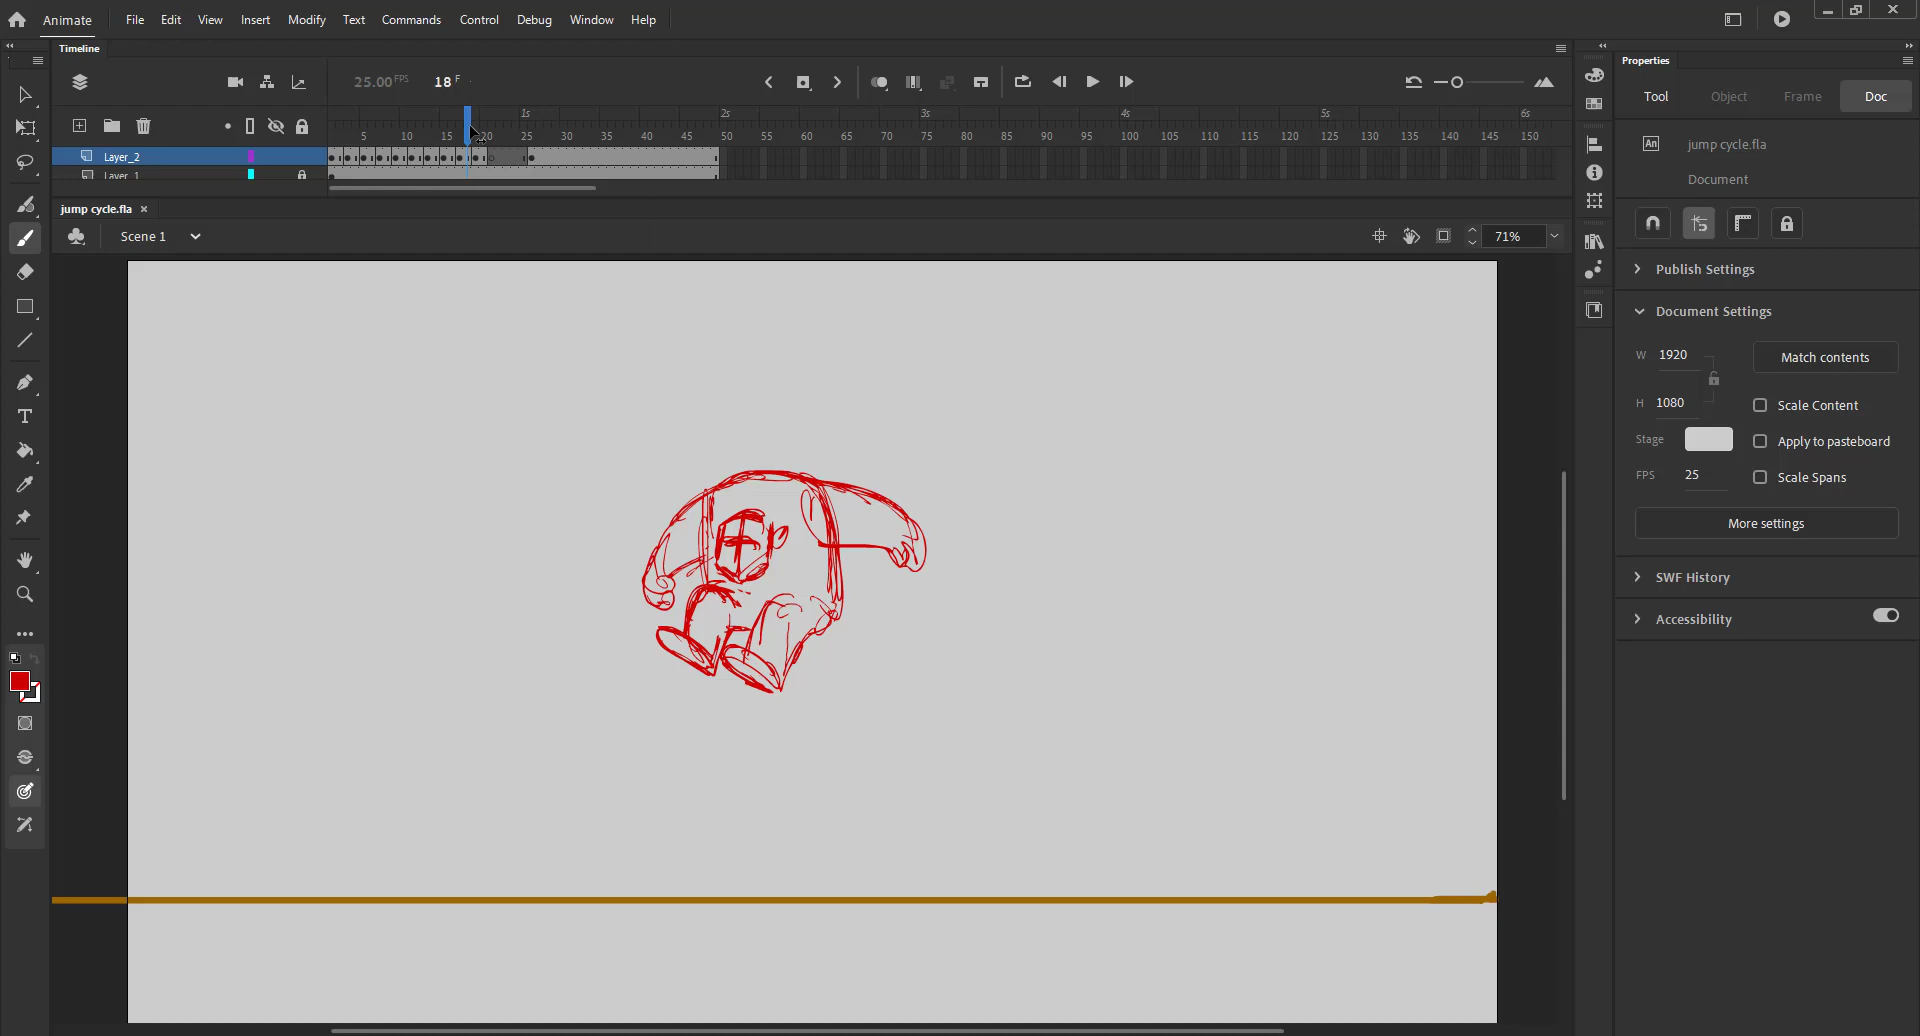 Animate File Edit View Insert Modify Text Commands Control Debug Window Help
Timeline
25.00 FPS 18 F
1s 2s 3s 4s 5s 6s
5 10 15 20 25 30 35 40 45 50 55 60 65 70 75 80 85 90 95 100 105 110 115 120 125 130 135 140 145 150
Layer_2
Layer_1
jump cycle.fla
Scene 1
71%
Properties
Tool Object Frame Doc
An jump cycle.fla
Document
Publish Settings
Document Settings
W 1920 Match contents
H 1080 Scale Content
Stage Apply to pasteboard
FPS 25 Scale Spans
More settings
SWF History
Accessibility